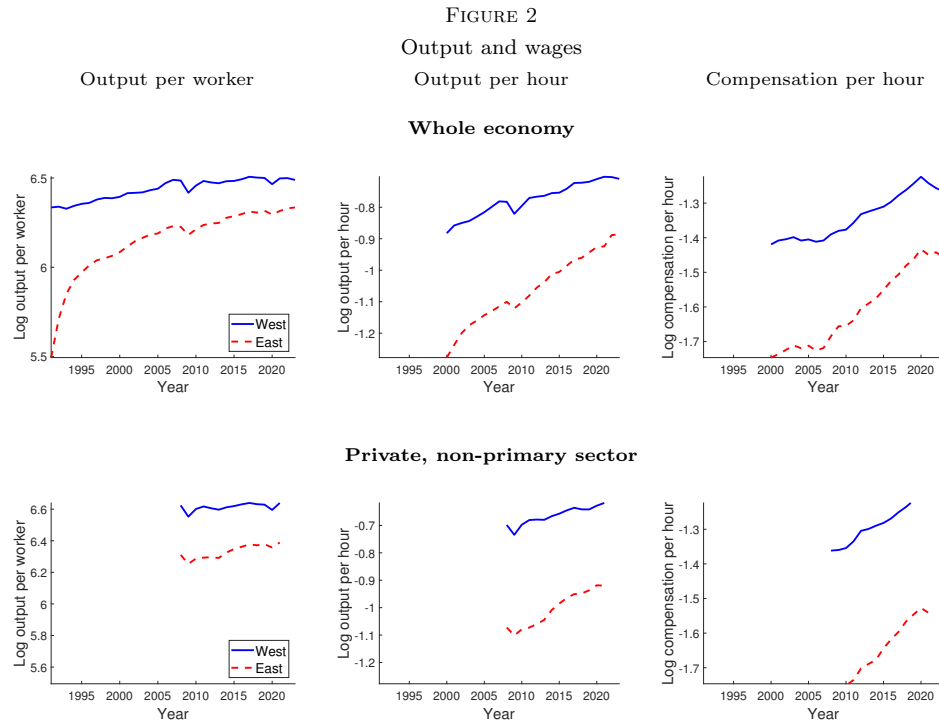 FIGURE 2
Output and wages
Output per worker
Output per hour
Compensation per hour
Whole economy
Log output per worker
6.5
6
5.5
1995 2000 2005 2010 2015 2020
Year
West
East
Log output per hour
-0.8
-0.9
-1
-1.1
-1.2
1995 2000 2005 2010 2015 2020
Year
Log compensation per hour
-1.3
-1.4
-1.5
-1.6
-1.7
1995 2000 2005 2010 2015 2020
Year
Private, non-primary sector
Log output per worker
6.6
6.4
6.2
6
5.8
5.6
1995 2000 2005 2010 2015 2020
Year
West
East
Log output per hour
-0.7
-0.8
-0.9
-1
-1.1
-1.2
1995 2000 2005 2010 2015 2020
Year
Log compensation per hour
-1.3
-1.4
-1.5
-1.6
-1.7
1995 2000 2005 2010 2015 2020
Year